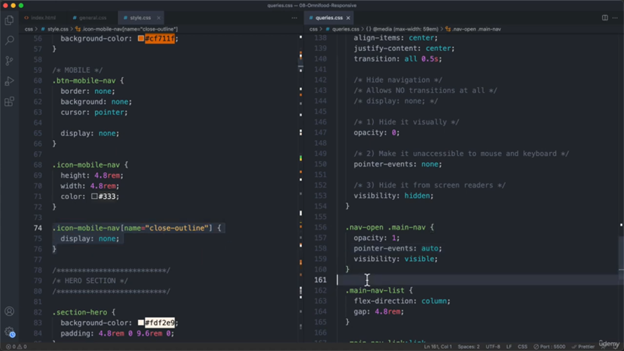 queries.css — 08-Omnifood-Responsive
index.html
general.css
style.css
queries.css
css > style.css > .icon-mobile-nav[name="close-outline"]
css > queries.css > @media (max-width: 59em) > .nav-open .main-nav
56 background-color: #cf711f;
57 }
58
59 /* MOBILE */
60 .btn-mobile-nav {
61 border: none;
62 background: none;
63 cursor: pointer;
64
65 display: none;
66 }
67
68 .icon-mobile-nav {
69 height: 4.8rem;
70 width: 4.8rem;
71 color: #333;
72 }
73
74 .icon-mobile-nav[name="close-outline"] {
75 display: none;
76 }
77
78 /**************************/
79 /* HERO SECTION */
80 /**************************/
81
82 .section-hero {
83 background-color: #fdf2e9;
84 padding: 4.8rem 0 9.6rem 0;
138 align-items: center;
139 justify-content: center;
140 transition: all 0.5s;
141
142 /* Hide navigation */
143 /* Allows NO transitions at all */
144 /* display: none; */
145
146 /* 1) Hide it visually */
147 opacity: 0;
148
149 /* 2) Make it unaccessible to mouse and keyboard */
150 pointer-events: none;
151
152 /* 3) Hide it from screen readers */
153 visibility: hidden;
154 }
155
156 .nav-open .main-nav {
157 opacity: 1;
158 pointer-events: auto;
159 visibility: visible;
160 }
161
162 .main-nav-list {
163 flex-direction: column;
164 gap: 4.8rem;
165 }
166
Ln 161, Col 1 Spaces: 2 UTF-8 LF CSS Port : 5500 Prettier
Udemy